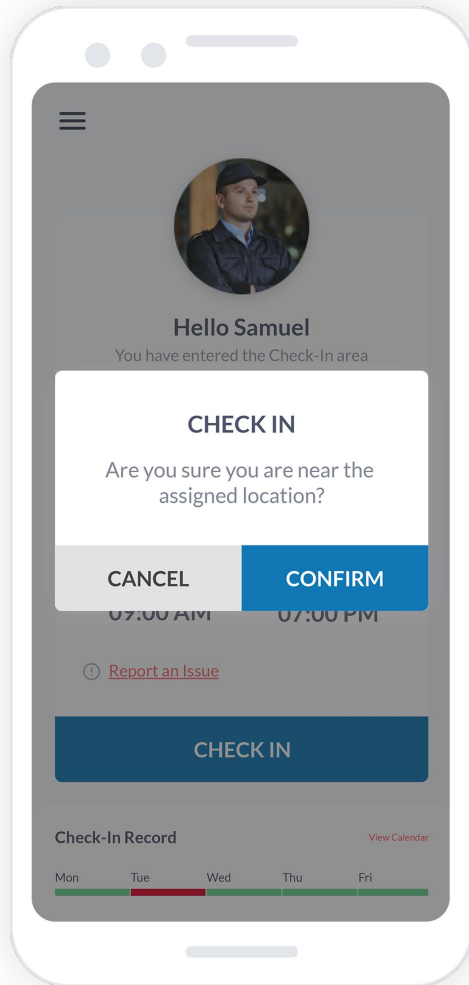 Hello Samuel
You have entered the Check-In area
CHECK IN
Are you sure you are near the
assigned location?
CANCEL CONFIRM
09:00 AM 07:00 PM
Report an Issue
CHECK IN
Check-In Record View Calendar
Mon Tue Wed Thu Fri